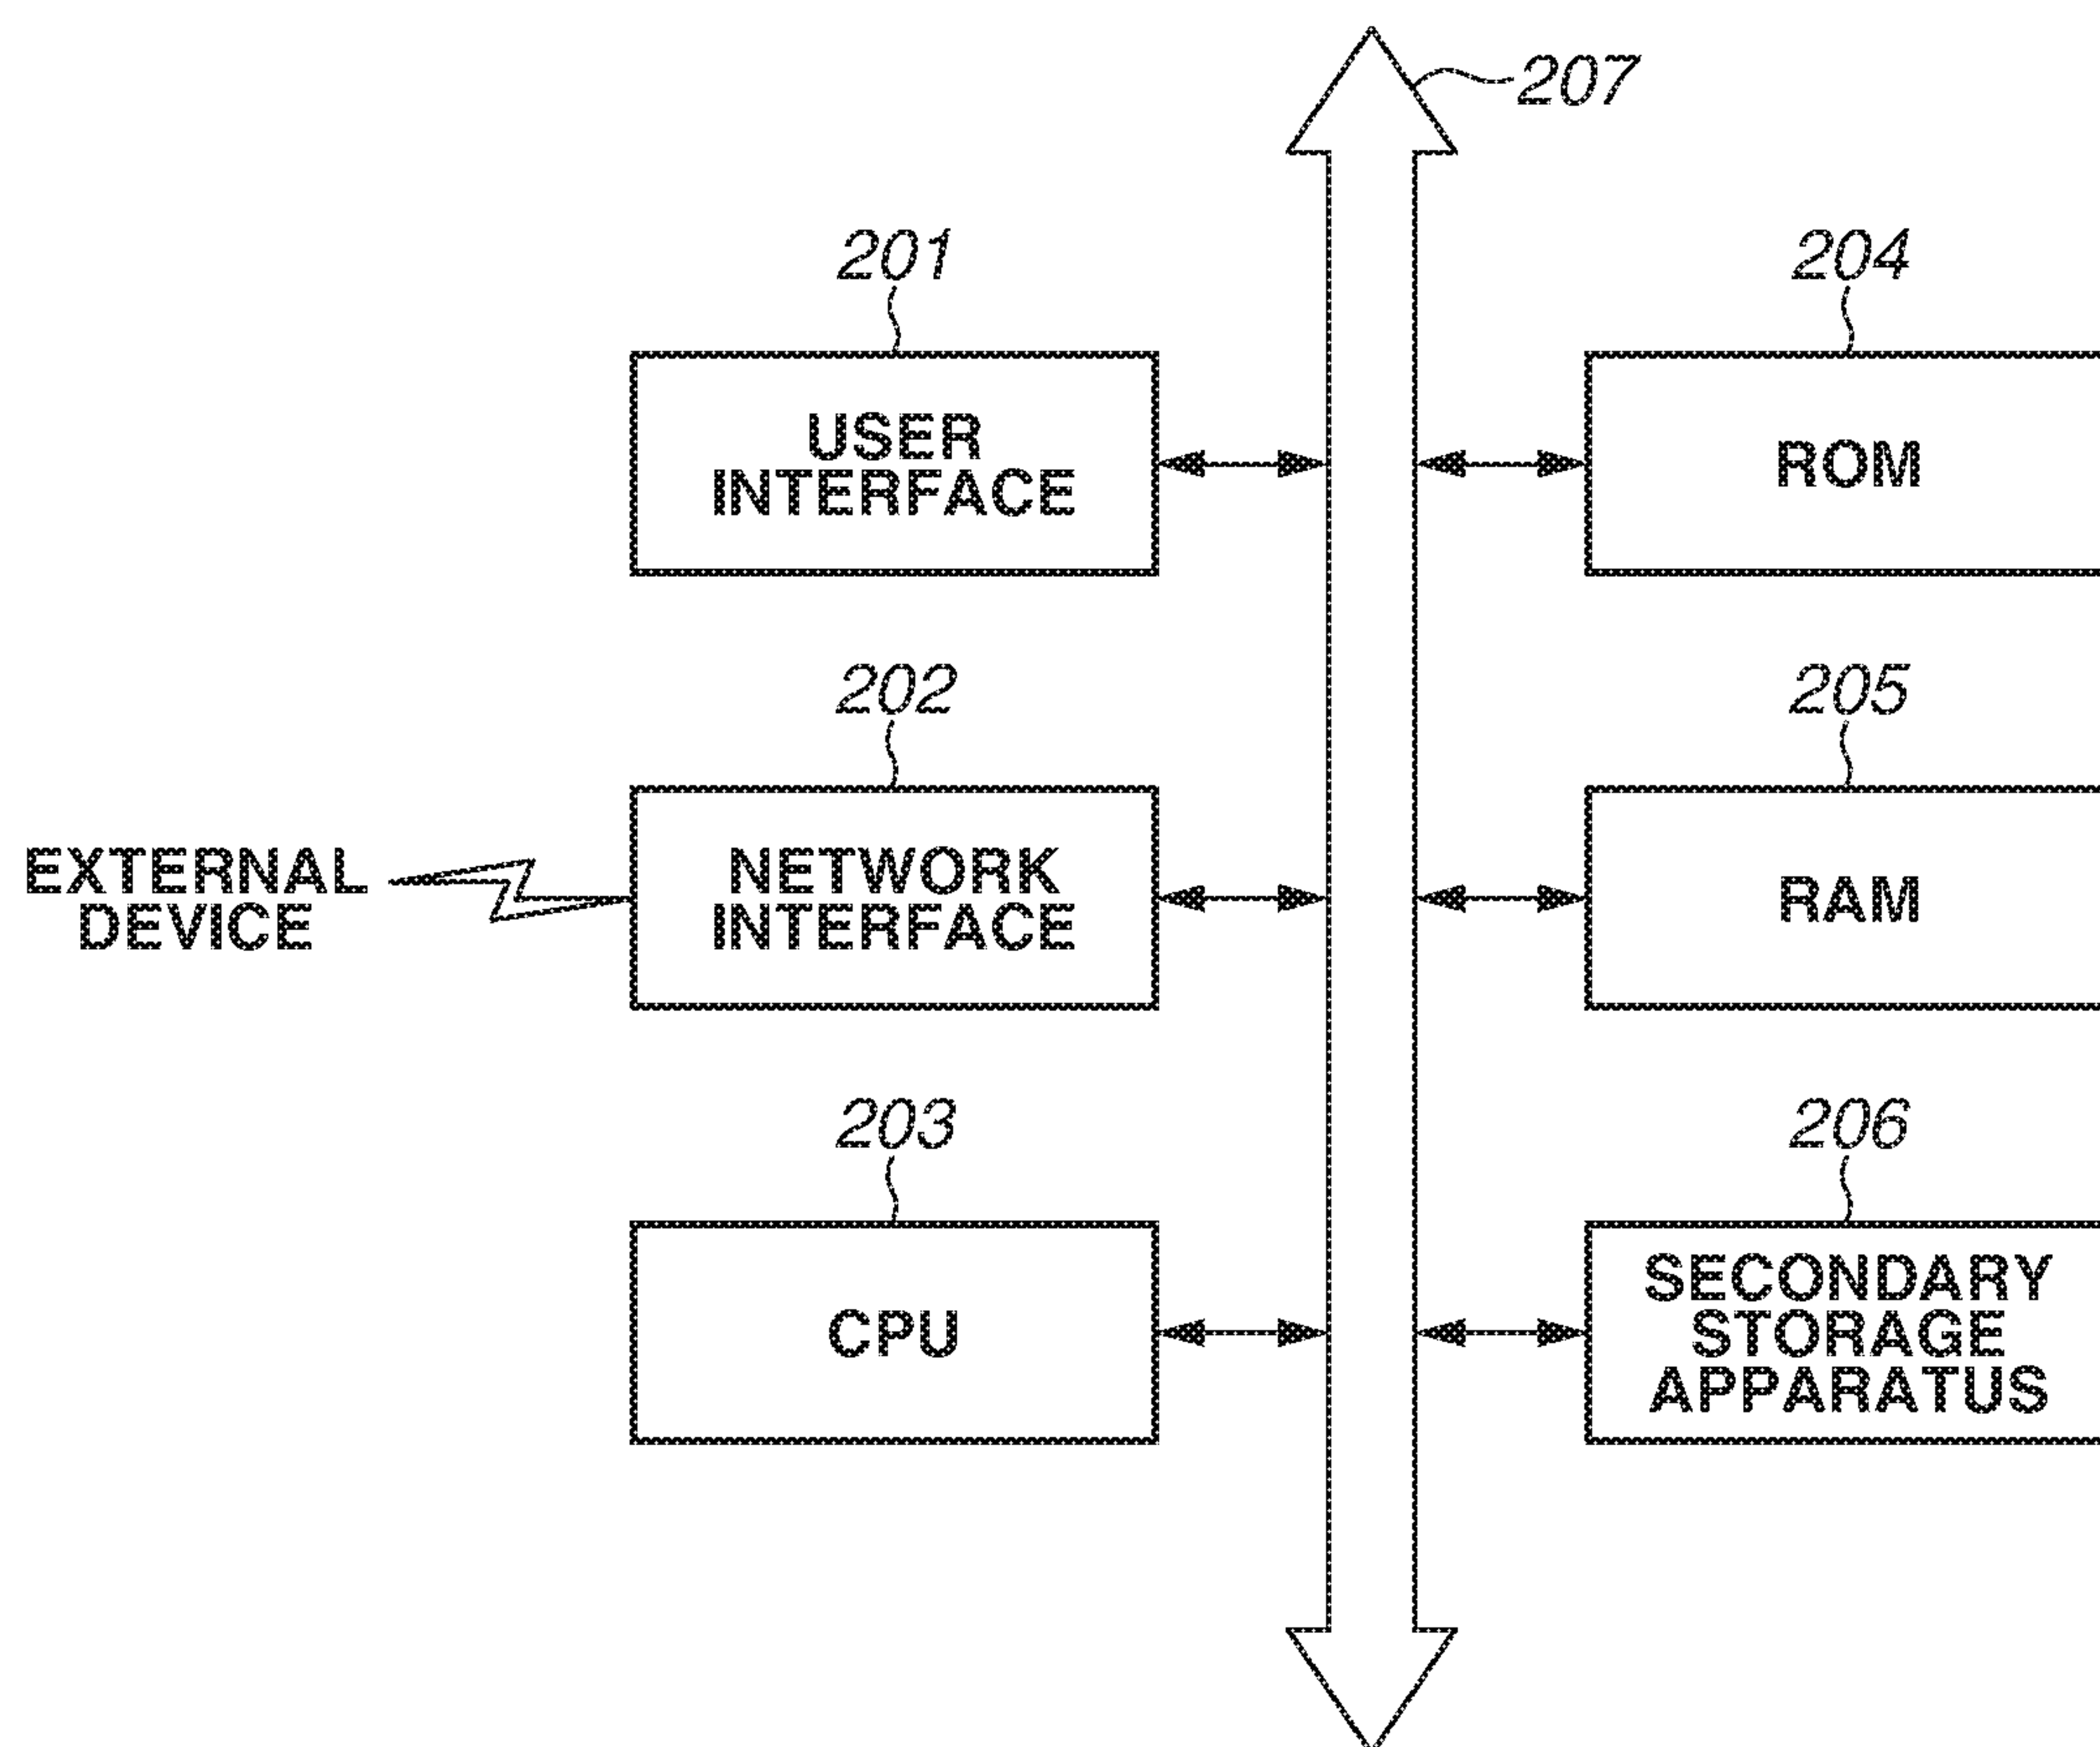 207
201
USER
INTERFACE
204
ROM
202
NETWORK
INTERFACE
EXTERNAL
DEVICE
205
RAM
203
CPU
206
SECONDARY
STORAGE
APPARATUS